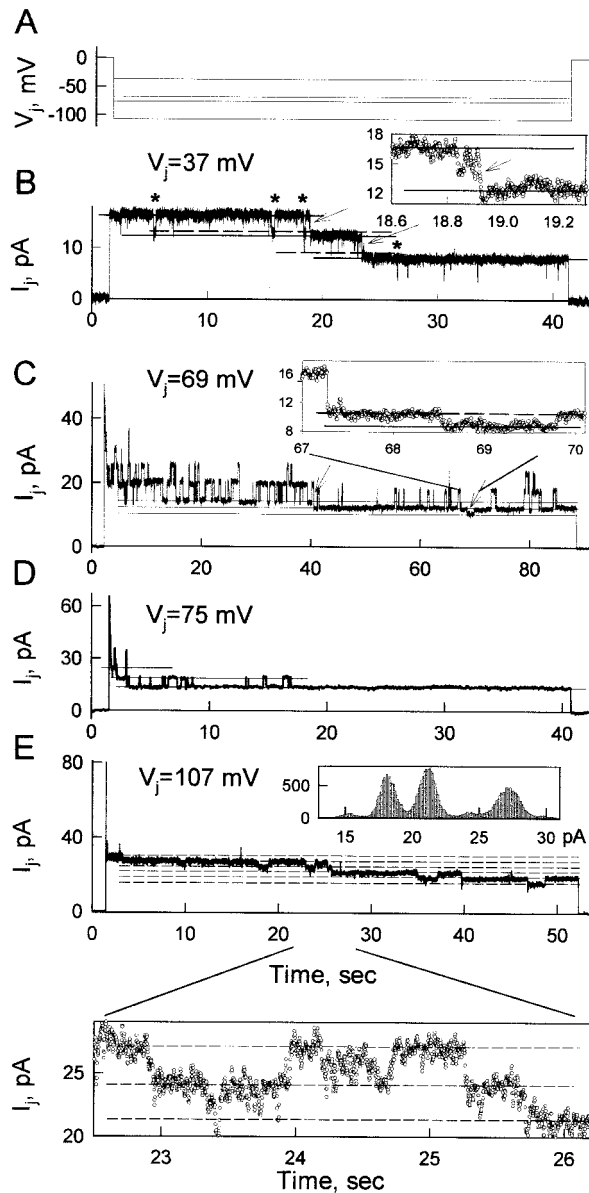 A
0
-50
-100
Vj, mV
B
Vj=37 mV
18
15
12
18.6 18.8 19.0 19.2
* * * *
10
0
Ij, pA
0 10 20 30 40
C
Vj=69 mV
16
12
8
67 68 69 70
40
20
0
Ij, pA
0 20 40 60 80
D
Vj=75 mV
60
30
0
Ij, pA
0 10 20 30 40
E
Vj=107 mV
500
0
15 20 25 30 pA
80
40
0
Ij, pA
0 10 20 30 40 50
Time, sec
25
20
Ij, pA
23 24 25 26
Time, sec